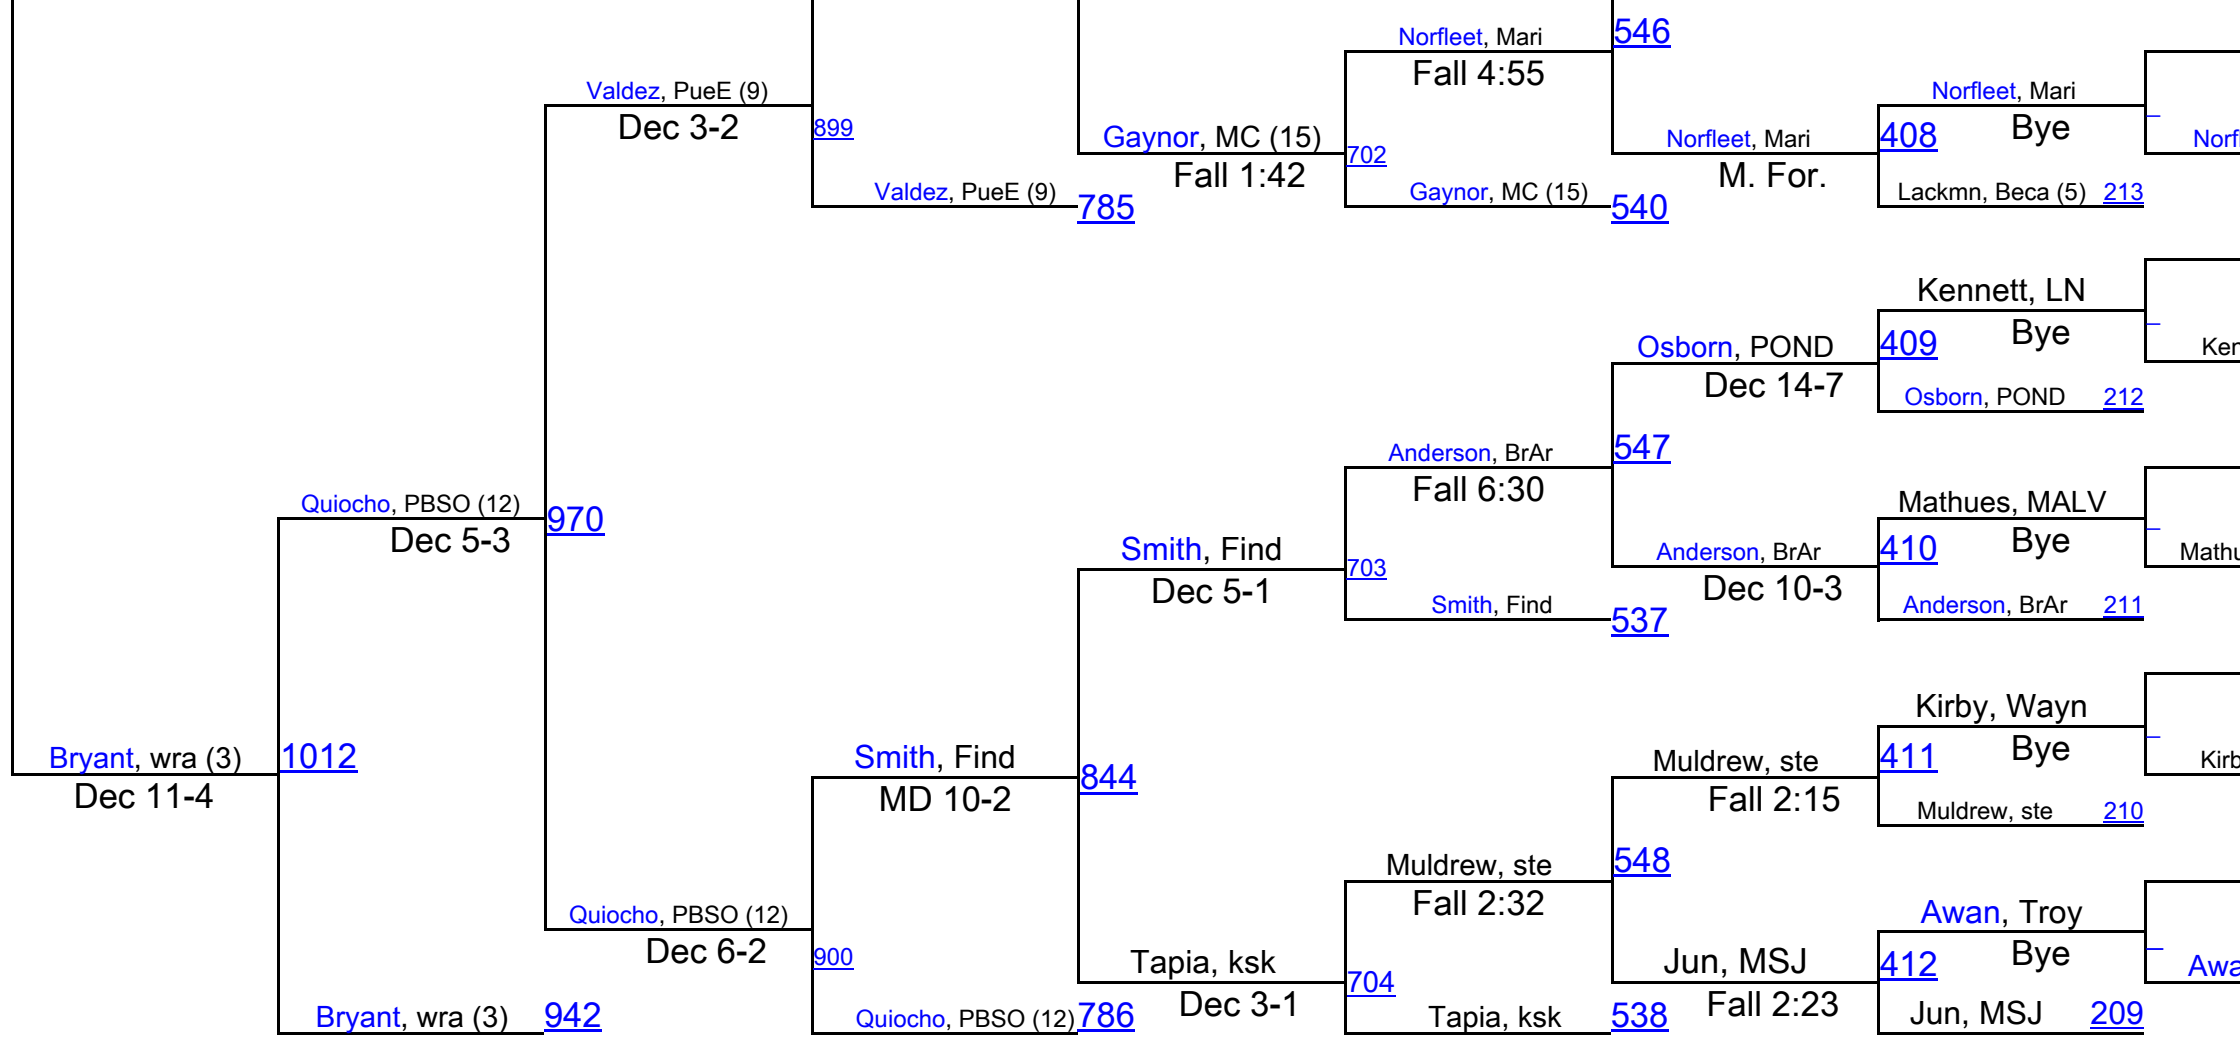 546
Norfleet, Mari
Fall 4:55
Valdez, PueE (9)
Dec 3-2
899
Gaynor, MC (15)
Fall 1:42
702
Norfleet, Mari
M. For.
Norfleet, Mari
408
Bye
Norf
Valdez, PueE (9)
785
Gaynor, MC (15)
540
Lackmn, Beca (5)
213
Kennett, LN
409
Bye
Ken
Osborn, POND
Dec 14-7
Osborn, POND
212
Anderson, BrAr
Fall 6:30
547
Quiocho, PBSO (12)
Dec 5-3
970
Mathues, MALV
410
Bye
Mathu
Smith, Find
Dec 5-1
703
Anderson, BrAr
Dec 10-3
Smith, Find
537
Anderson, BrAr
211
Kirby, Wayn
411
Bye
Kirb
Bryant, wra (3)
Dec 11-4
1012
Smith, Find
MD 10-2
844
Muldrew, ste
Fall 2:15
Muldrew, ste
210
Muldrew, ste
Fall 2:32
548
Quiocho, PBSO (12)
Dec 6-2
900
Awan, Troy
412
Bye
Awa
Tapia, ksk
Dec 3-1
704
Jun, MSJ
Fall 2:23
Bryant, wra (3)
942
Quiocho, PBSO (12)
786
Tapia, ksk
538
Jun, MSJ
209